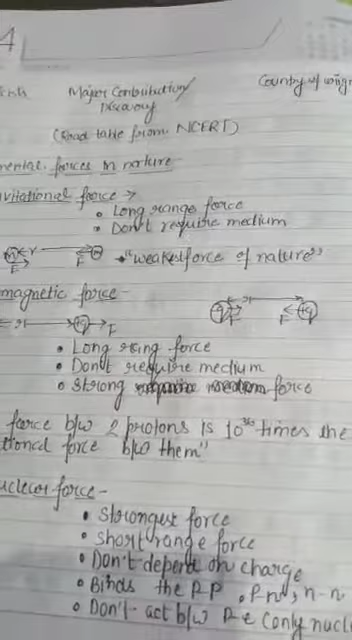 4
Major Contribution/ Country of origin
Discovery
(Read table from NCERT)
mental forces in nature
vitational force →
• Long range force
• Don't require medium
m r m
F F → "weakest force of nature"
magnetic force -
r +q → F
q F F +q
• Long rang force
• Don't require medium
• Strong force
force b/w 2 protons is 10³⁶ times the
tional force b/w them"
nuclear force -
• Strongest force
• Short range force
• Don't depend on charge
• Binds the P-P, P-n, n-n
• Don't act b/w P-e (only nucl